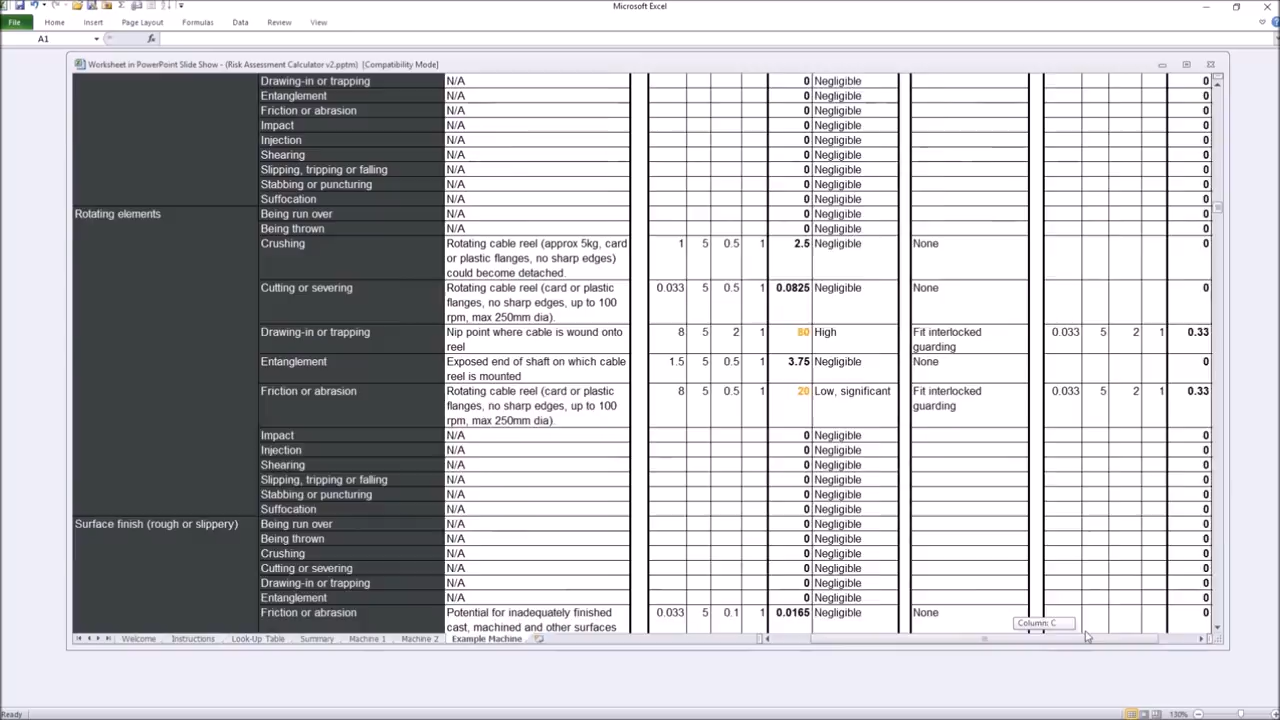 Microsoft Excel
File Home Insert Page Layout Formulas Data Review View
A1 fx
Worksheet in PowerPoint Slide Show - (Risk Assessment Calculator v2.pptm) [Compatibility Mode]
Drawing-in or trapping N/A 0 Negligible 0
Entanglement N/A 0 Negligible 0
Friction or abrasion N/A 0 Negligible 0
Impact N/A 0 Negligible 0
Injection N/A 0 Negligible 0
Shearing N/A 0 Negligible 0
Slipping, tripping or falling N/A 0 Negligible 0
Stabbing or puncturing N/A 0 Negligible 0
Suffocation N/A 0 Negligible 0
Rotating elements Being run over N/A 0 Negligible 0
Being thrown N/A 0 Negligible 0
Crushing Rotating cable reel (approx 5kg, card 1 5 0.5 1 2.5 Negligible None 0
or plastic flanges, no sharp edges)
could become detached.
Cutting or severing Rotating cable reel (card or plastic 0.033 5 0.5 1 0.0825 Negligible None 0
flanges, no sharp edges, up to 100
rpm, max 250mm dia).
Drawing-in or trapping Nip point where cable is wound onto 8 5 2 1 80 High Fit interlocked 0.033 5 2 1 0.33
reel guarding
Entanglement Exposed end of shaft on which cable 1.5 5 0.5 1 3.75 Negligible None 0
reel is mounted
Friction or abrasion Rotating cable reel (card or plastic 8 5 0.5 1 20 Low, significant Fit interlocked 0.033 5 2 1 0.33
flanges, no sharp edges, up to 100 guarding
rpm, max 250mm dia).
Impact N/A 0 Negligible 0
Injection N/A 0 Negligible 0
Shearing N/A 0 Negligible 0
Slipping, tripping or falling N/A 0 Negligible 0
Stabbing or puncturing N/A 0 Negligible 0
Suffocation N/A 0 Negligible 0
Surface finish (rough or slippery) Being run over N/A 0 Negligible 0
Being thrown N/A 0 Negligible 0
Crushing N/A 0 Negligible 0
Cutting or severing N/A 0 Negligible 0
Drawing-in or trapping N/A 0 Negligible 0
Entanglement N/A 0 Negligible 0
Friction or abrasion Potential for inadequately finished 0.033 5 0.1 1 0.0165 Negligible None 0
cast, machined and other surfaces
Column: C
Welcome Instructions Look-Up Table Summary Machine 1 Machine 2 Example Machine
Ready 130%